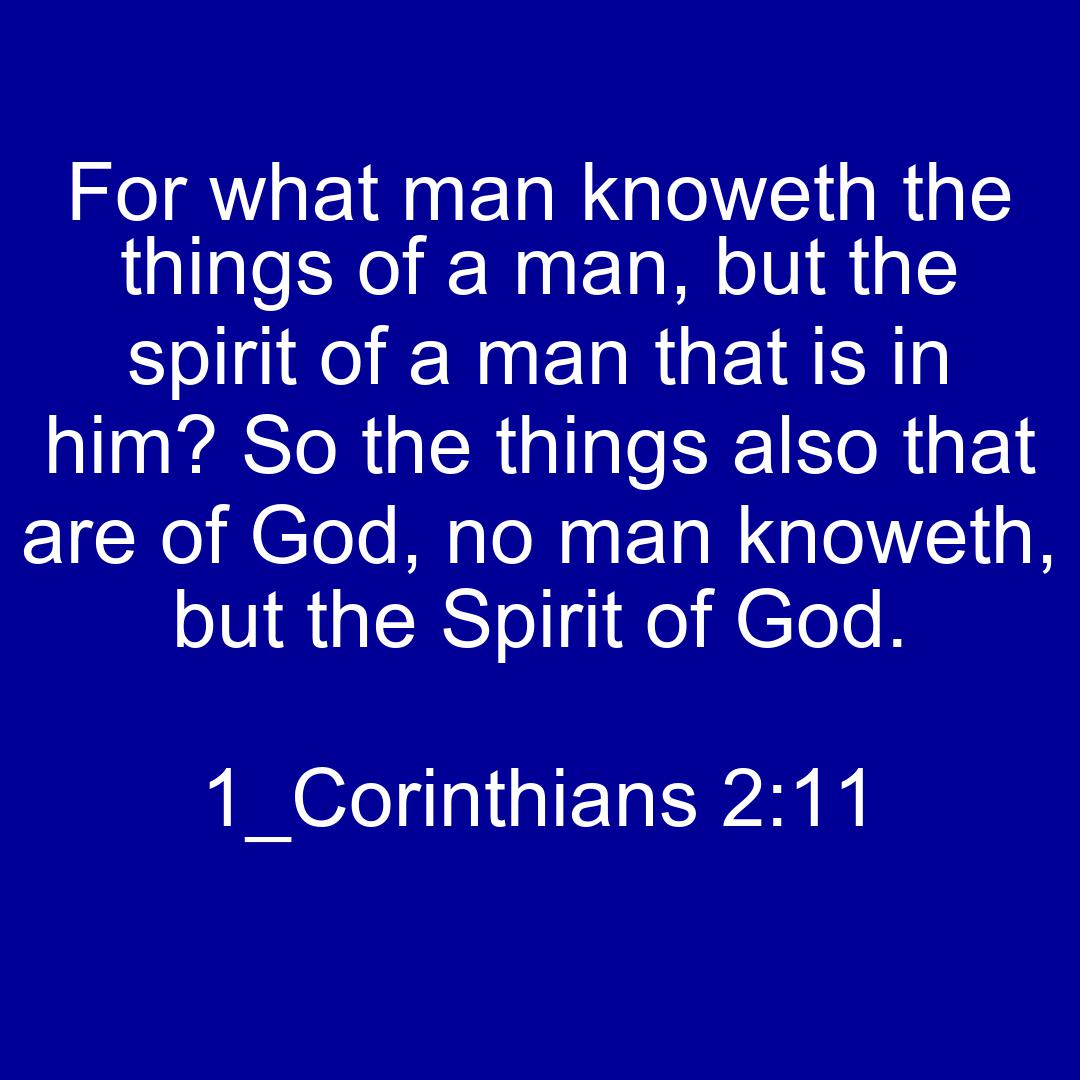 For what man knoweth the
things of a man, but the
spirit of a man that is in
him? So the things also that
are of God, no man knoweth,
but the Spirit of God.
1_Corinthians 2:11